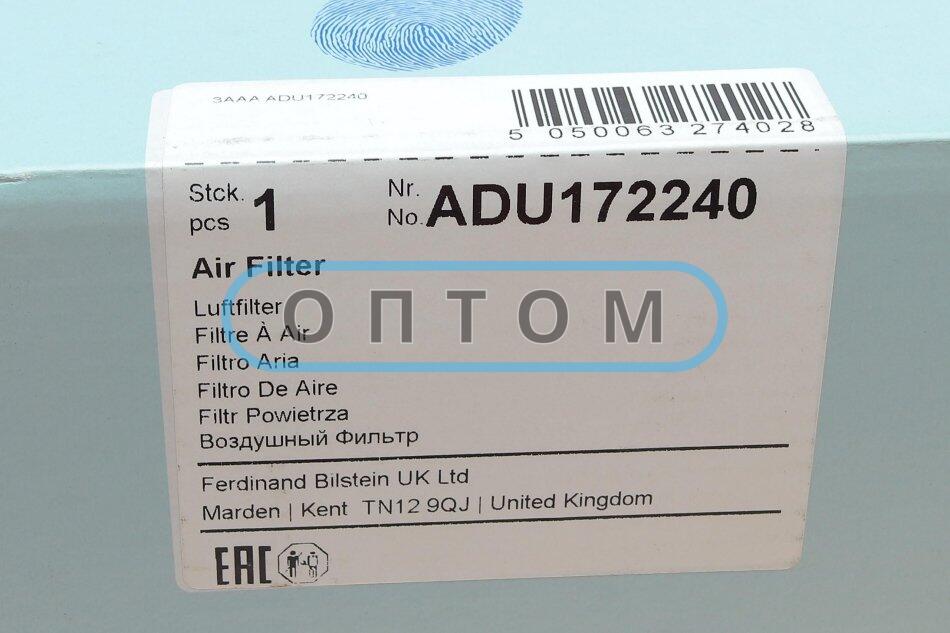 3AAA ADU172240
5 050063 274028
Stck. pcs 1
Nr. No. ADU172240
Air Filter
Luftfilter
Filtre À Air
Filtro Aria
Filtro De Aire
Filtr Powietrza
Воздушный Фильтр
ОПТОМ
Ferdinand Bilstein UK Ltd
Marden | Kent TN12 9QJ | United Kingdom
EAC